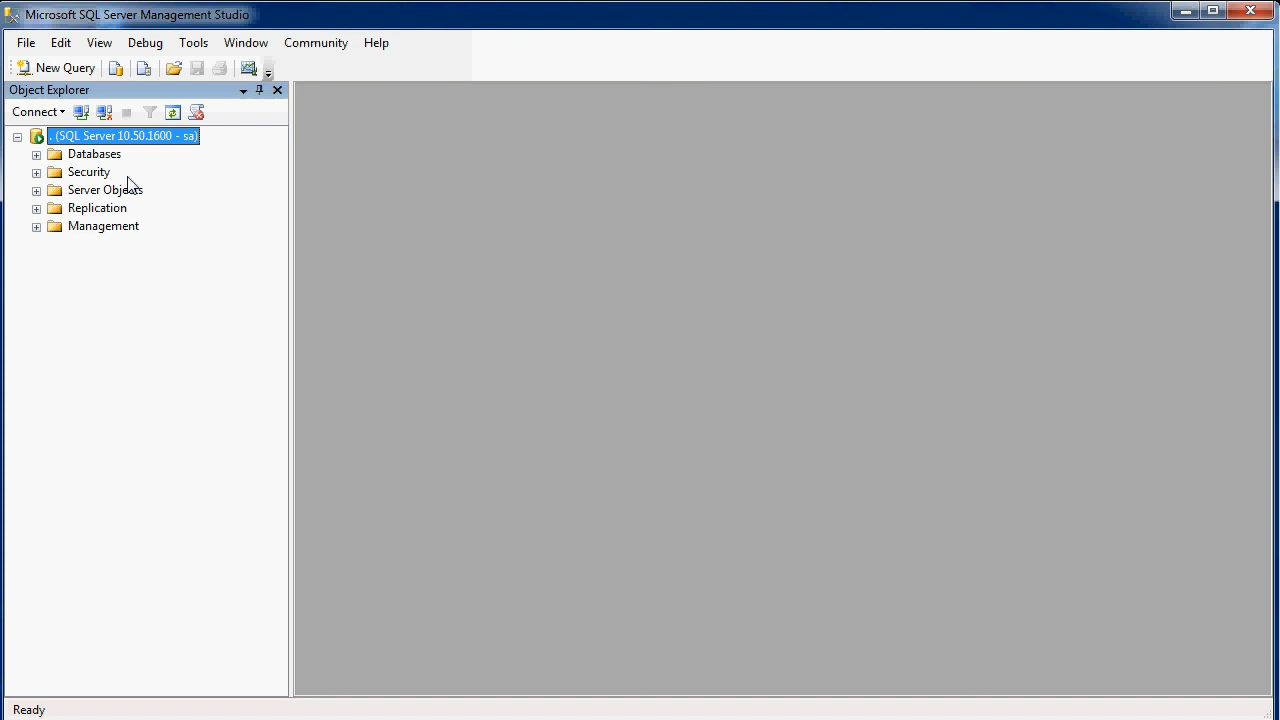 Microsoft SQL Server Management Studio
File Edit View Debug Tools Window Community Help
New Query
Object Explorer
Connect
. (SQL Server 10.50.1600 - sa)
Databases
Security
Server Objects
Replication
Management
Ready